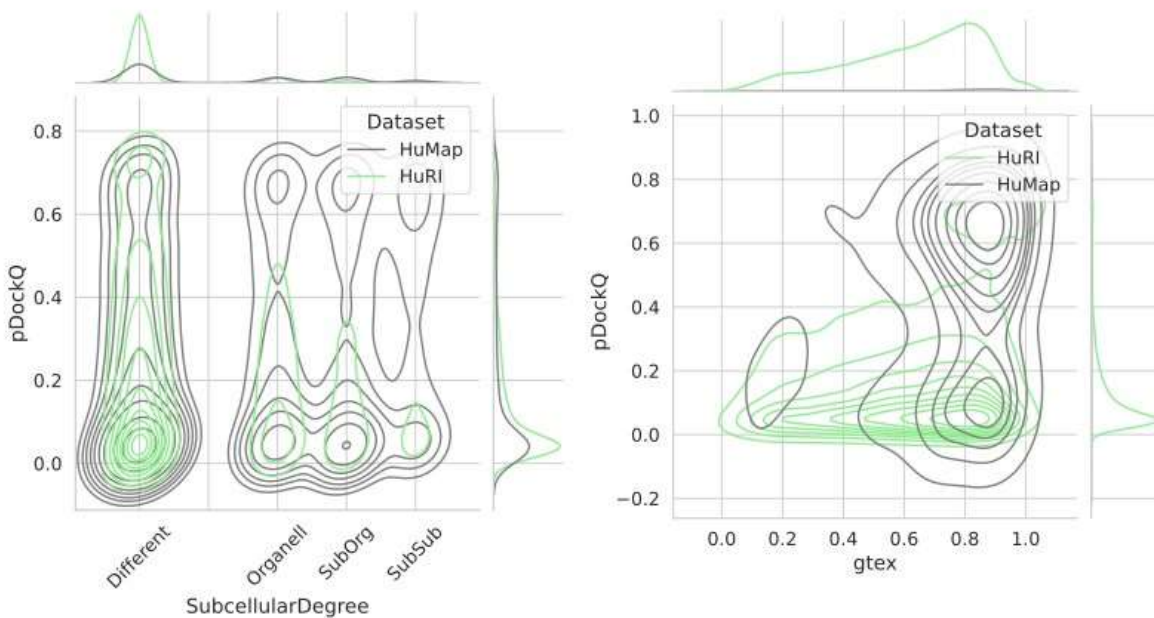 Dataset
HuMap
HuRI
0.8
0.6
0.4
0.2
0.0
pDockQ
Different
Organell
SubOrg
SubSub
SubcellularDegree
Dataset
HuRI
HuMap
1.0
0.8
0.6
0.4
0.2
0.0
−0.2
pDockQ
0.0 0.2 0.4 0.6 0.8 1.0
gtex